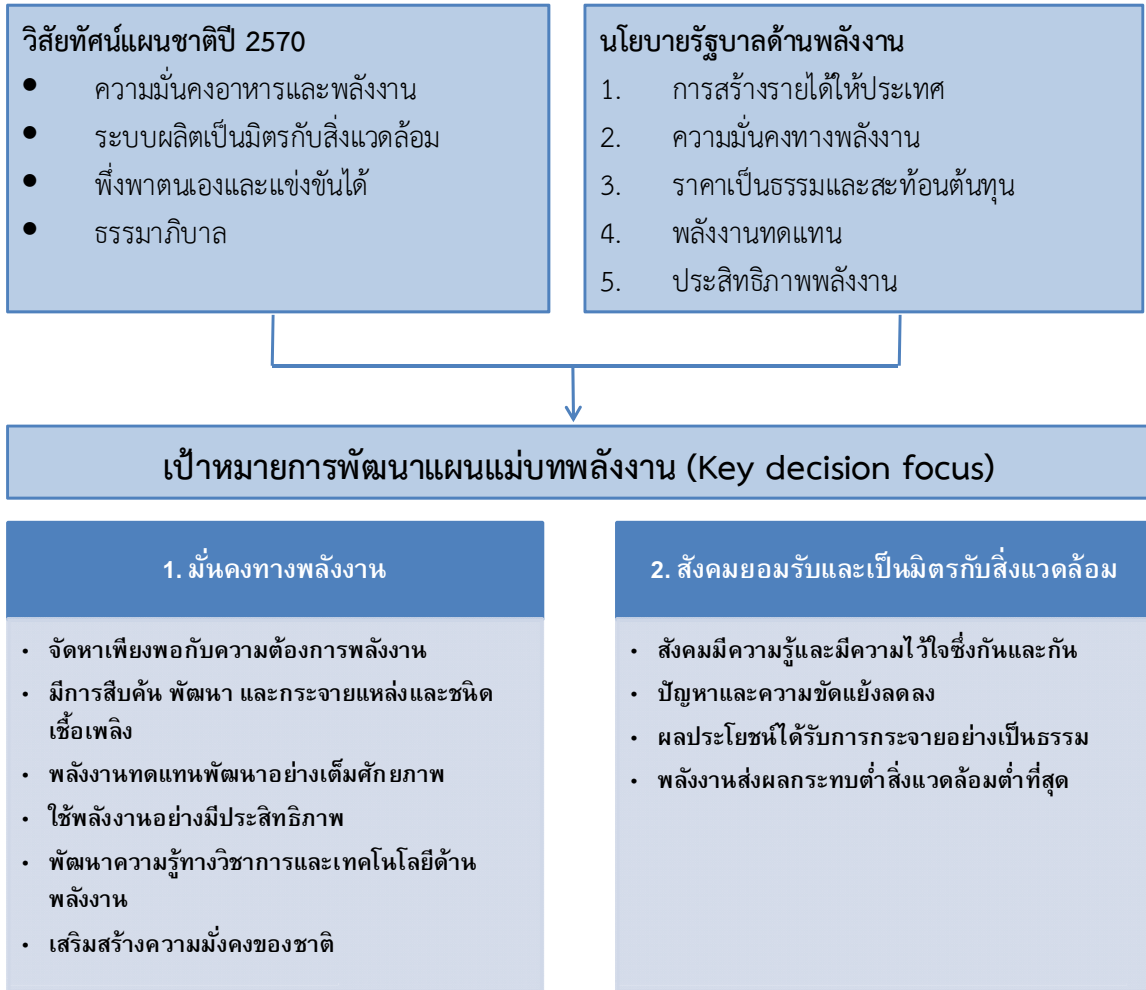 วิสัยทัศน์แผนชาติปี 2570
● ความมั่นคงอาหารและพลังงาน
● ระบบผลิตเป็นมิตรกับสิ่งแวดล้อม
● พึ่งพาตนเองและแข่งขันได้
● ธรรมาภิบาล
นโยบายรัฐบาลด้านพลังงาน
1. การสร้างรายได้ให้ประเทศ
2. ความมั่นคงทางพลังงาน
3. ราคาเป็นธรรมและสะท้อนต้นทุน
4. พลังงานทดแทน
5. ประสิทธิภาพพลังงาน
เป้าหมายการพัฒนาแผนแม่บทพลังงาน (Key decision focus)
1. มั่นคงทางพลังงาน
• จัดหาเพียงพอกับความต้องการพลังงาน
• มีการสืบค้น พัฒนา และกระจายแหล่งและชนิด
เชื้อเพลิง
• พลังงานทดแทนพัฒนาอย่างเต็มศักยภาพ
• ใช้พลังงานอย่างมีประสิทธิภาพ
• พัฒนาความรู้ทางวิชาการและเทคโนโลยีด้าน
พลังงาน
• เสริมสร้างความมั่งคงของชาติ
2. สังคมยอมรับและเป็นมิตรกับสิ่งแวดล้อม
• สังคมมีความรู้และมีความไว้ใจซึ่งกันและกัน
• ปัญหาและความขัดแย้งลดลง
• ผลประโยชน์ได้รับการกระจายอย่างเป็นธรรม
• พลังงานส่งผลกระทบต่ำสิ่งแวดล้อมต่ำที่สุด